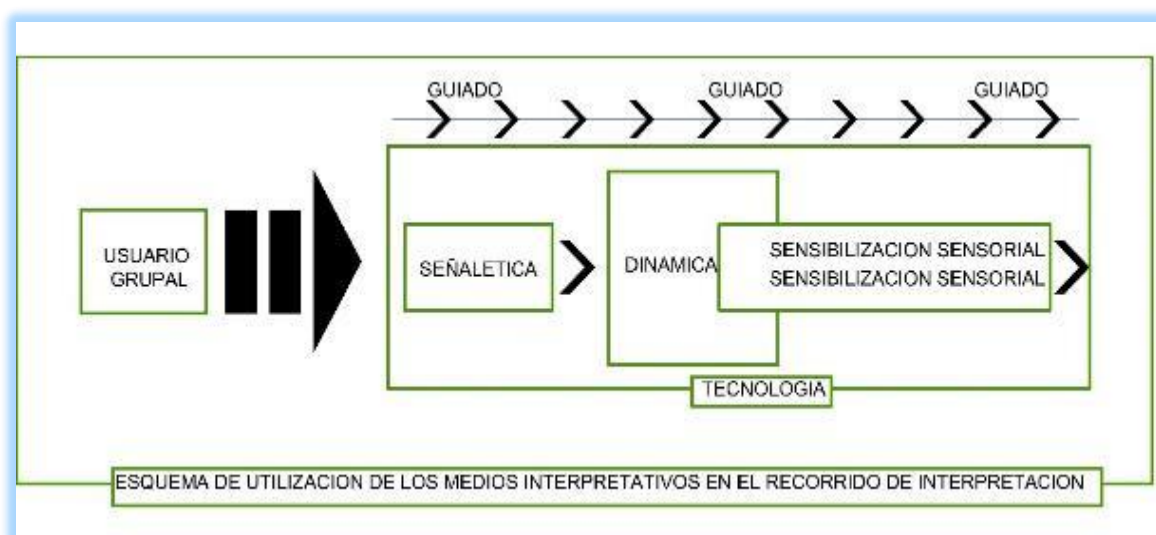 GUIADO GUIADO GUIADO
USUARIO
GRUPAL
SEÑALETICA
DINAMICA
SENSIBILIZACION SENSORIAL
SENSIBILIZACION SENSORIAL
TECNOLOGIA
ESQUEMA DE UTILIZACION DE LOS MEDIOS INTERPRETATIVOS EN EL RECORRIDO DE INTERPRETACION